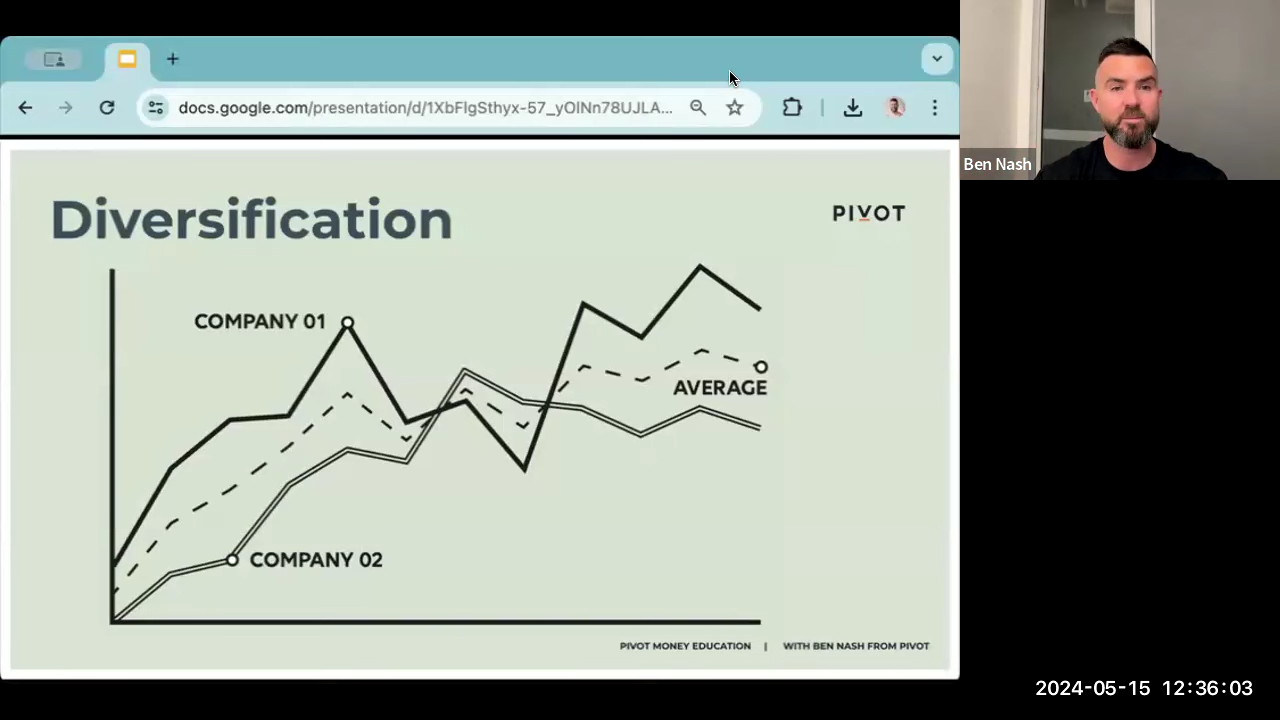 docs.google.com/presentation/d/1XbFIgSthyx-57_yOlNn78UJLA...
Ben Nash
Diversification
PIVOT
COMPANY 01
AVERAGE
COMPANY 02
PIVOT MONEY EDUCATION | WITH BEN NASH FROM PIVOT
2024-05-15 12:36:03